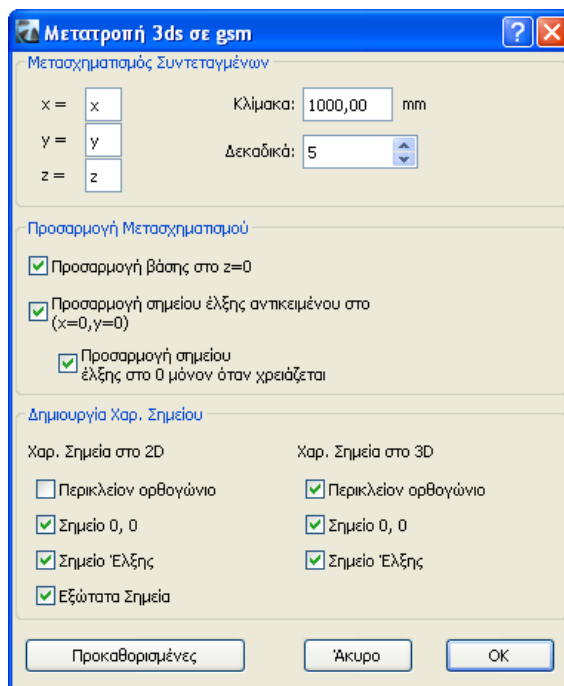 Μετατροπή 3ds σε gsm
Μετασχηματισμός Συντεταγμένων
x = x Κλίμακα: 1000,00 mm
y = y Δεκαδικά: 5
z = z
Προσαρμογή Μετασχηματισμού
Προσαρμογή βάσης στο z=0
Προσαρμογή σημείου έλξης αντικειμένου στο
(x=0,y=0)
Προσαρμογή σημείου
έλξης στο 0 μόνον όταν χρειάζεται
Δημιουργία Χαρ. Σημείου
Χαρ. Σημεία στο 2D Χαρ. Σημεία στο 3D
Περικλείον ορθογώνιο Περικλείον ορθογώνιο
Σημείο 0, 0 Σημείο 0, 0
Σημείο Έλξης Σημείο Έλξης
Εξώτατα Σημεία
Προκαθορισμένες Άκυρο OK